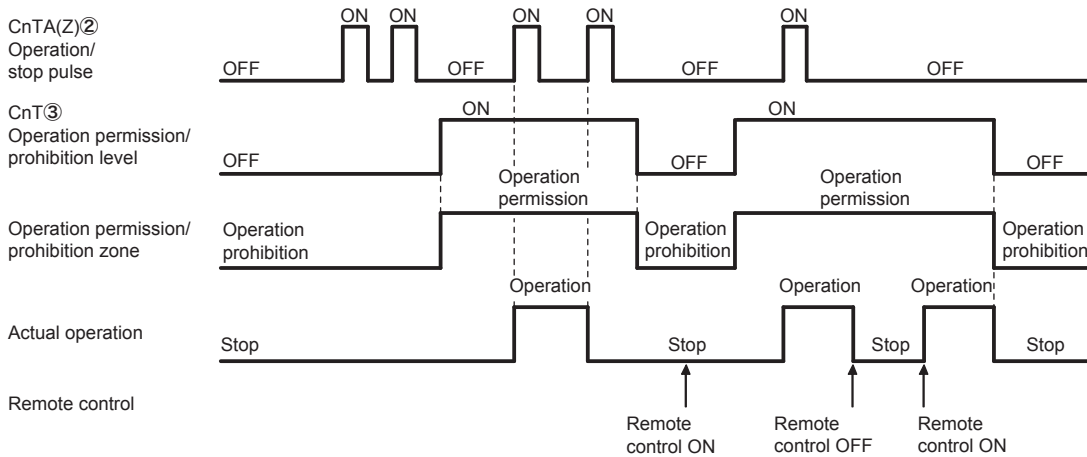 CnTA(Z)②
Operation/
stop pulse
ON ON ON ON ON
OFF OFF OFF OFF
CnT③
Operation permission/
prohibition level
ON ON
OFF OFF OFF
Operation
permission
Operation
permission
Operation permission/
prohibition zone
Operation
prohibition
Operation
prohibition
Operation
prohibition
Actual operation
Operation Operation Operation
Stop Stop Stop Stop
Remote control
Remote
control ON
Remote
control OFF
Remote
control ON